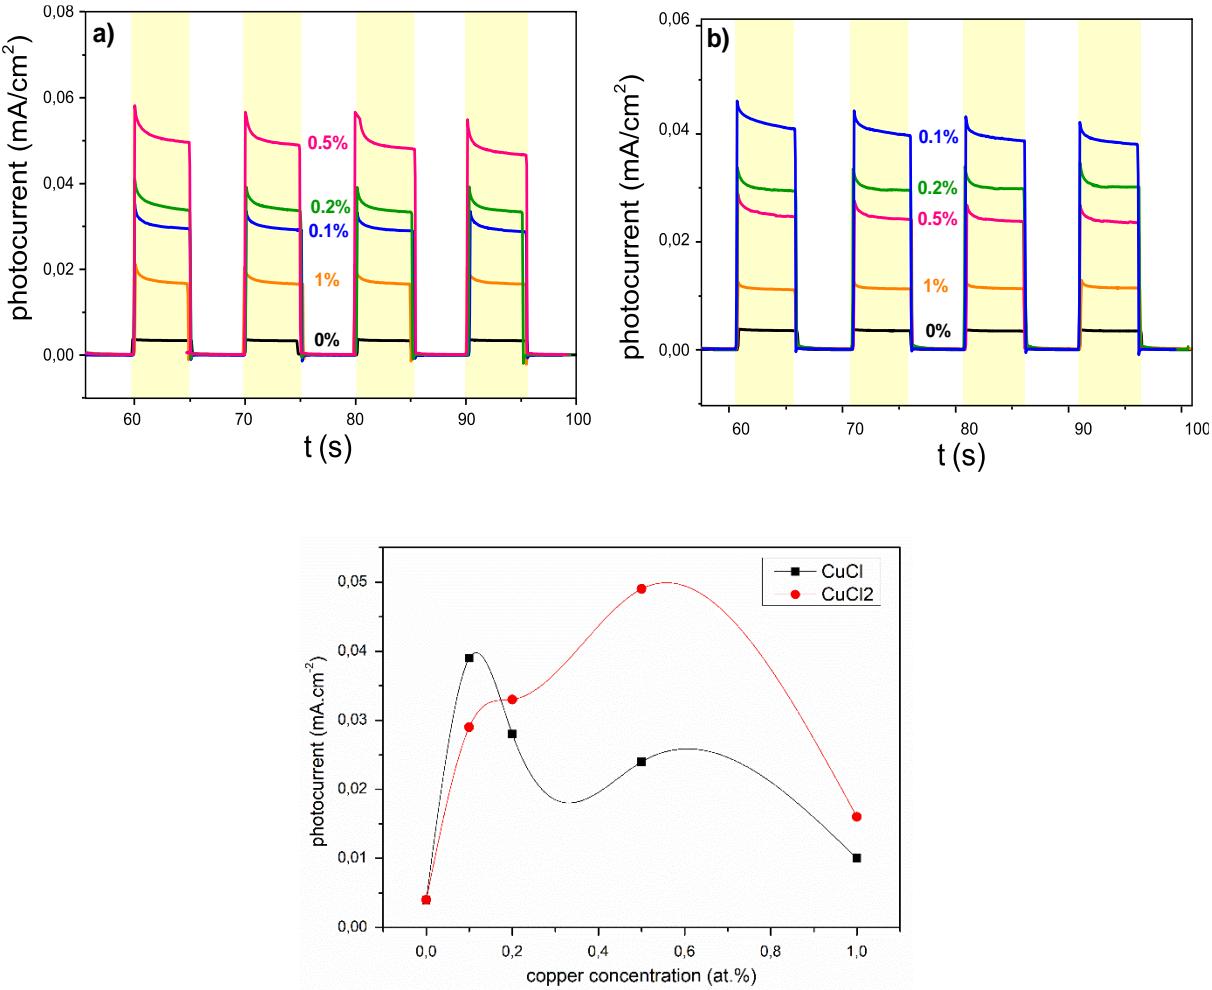 a)
photocurrent (mA/cm²)
0,08
0,06
0,04
0,02
0,00
0.5%
0.2%
0.1%
1%
0%
60 70 80 90 100
t (s)
b)
photocurrent (mA/cm²)
0,06
0,04
0,02
0,00
0.1%
0.2%
0.5%
1%
0%
60 70 80 90 100
t (s)
CuCl
CuCl2
photocurrent (mA.cm⁻²)
0,05
0,04
0,03
0,02
0,01
0,00
0,0 0,2 0,4 0,6 0,8 1,0
copper concentration (at.%)